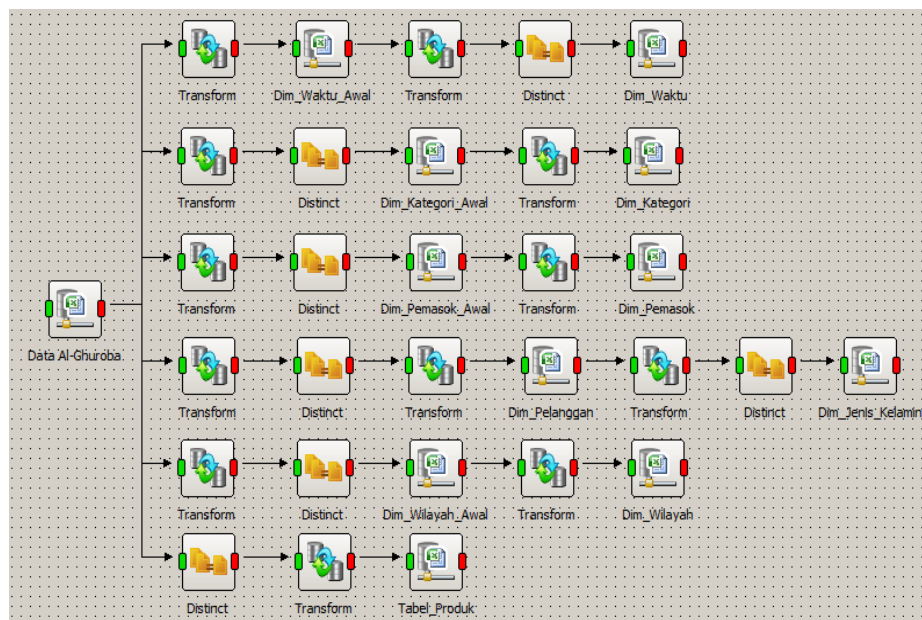 Transform Dim_Waktu_Awal Transform Distinct Dim_Waktu
Transform Distinct Dim_Kategori_Awal Transform Dim_Kategori
Transform Distinct Dim_Pemasok_Awal Transform Dim_Pemasok
Data Al-Ghuroba
Transform Distinct Transform Dim_Pelanggan Transform Distinct Dim_Jenis_Kelamin
Transform Distinct Dim_Wilayah_Awal Transform Dim_Wilayah
Distinct Transform Tabel_Produk